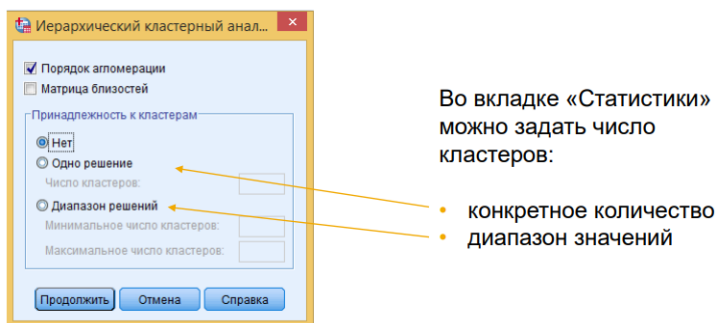 Иерархический кластерный анал...
Порядок агломерации
Матрица близостей
Принадлежность к кластерам
Нет
Одно решение
Число кластеров:
Диапазон решений
Минимальное число кластеров:
Максимальное число кластеров:
Продолжить Отмена Справка
Во вкладке «Статистики»
можно задать число
кластеров:
• конкретное количество
• диапазон значений